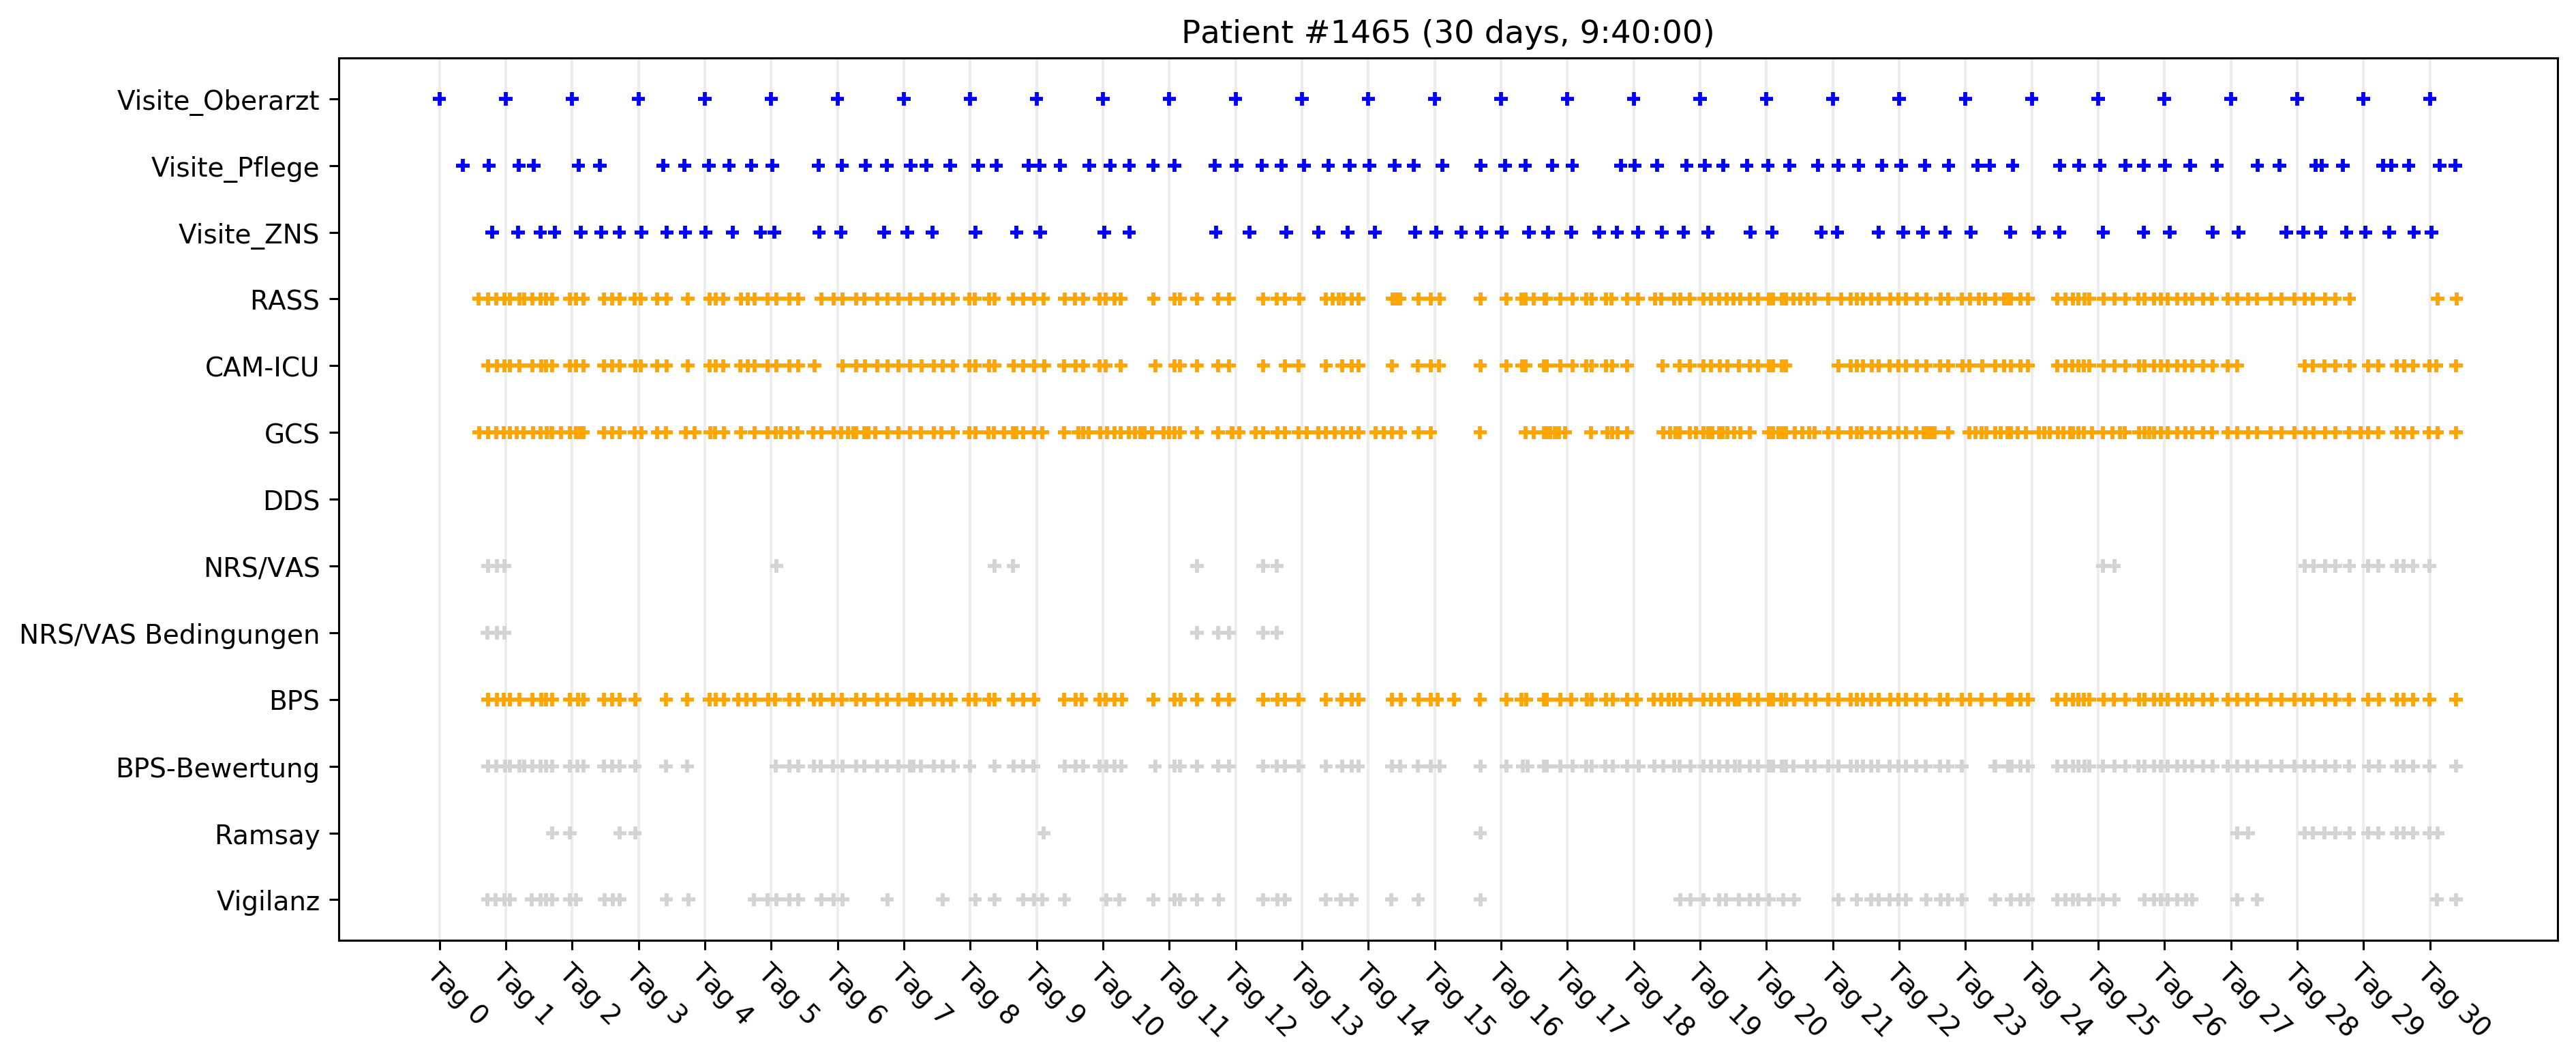 Patient #1465 (30 days, 9:40:00)
Visite_Oberarzt
Visite_Pflege
Visite_ZNS
RASS
CAM-ICU
GCS
DDS
NRS/VAS
NRS/VAS Bedingungen
BPS
BPS-Bewertung
Ramsay
Vigilanz
Tag 0
Tag 1
Tag 2
Tag 3
Tag 4
Tag 5
Tag 6
Tag 7
Tag 8
Tag 9
Tag 10
Tag 11
Tag 12
Tag 13
Tag 14
Tag 15
Tag 16
Tag 17
Tag 18
Tag 19
Tag 20
Tag 21
Tag 22
Tag 23
Tag 24
Tag 25
Tag 26
Tag 27
Tag 28
Tag 29
Tag 30